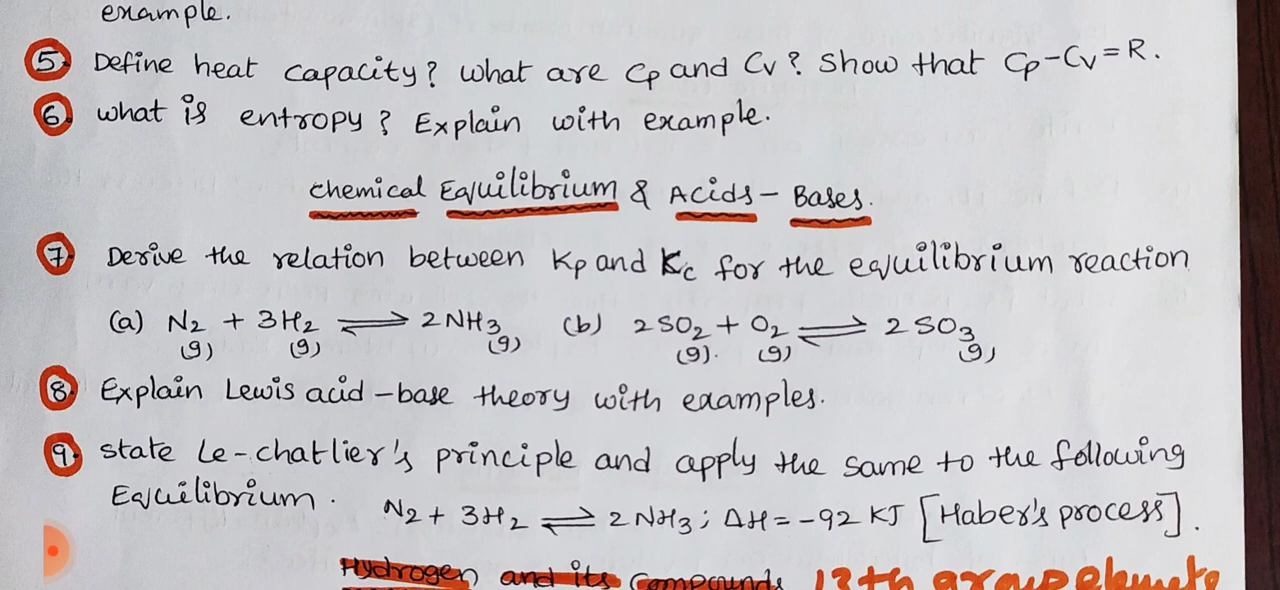 example.
5. Define heat capacity? what are Cp and Cv? Show that Cp-Cv=R.
6. what is entropy? Explain with example.
chemical Equilibrium & Acids-Bases.
7. Derive the relation between Kp and Kc for the equilibrium reaction
(a) N2 + 3H2 ⇌ 2NH3 (b) 2SO2 + O2 ⇌ 2SO3
(g) (g) (g) (g). (g) (g)
8. Explain Lewis acid-base theory with examples.
9. state Le-chatlier's principle and apply the same to the following
Equilibrium. N2 + 3H2 ⇌ 2NH3; ΔH = -92 KJ [Haber's process].
Hydrogen and its compounds 13th group elements